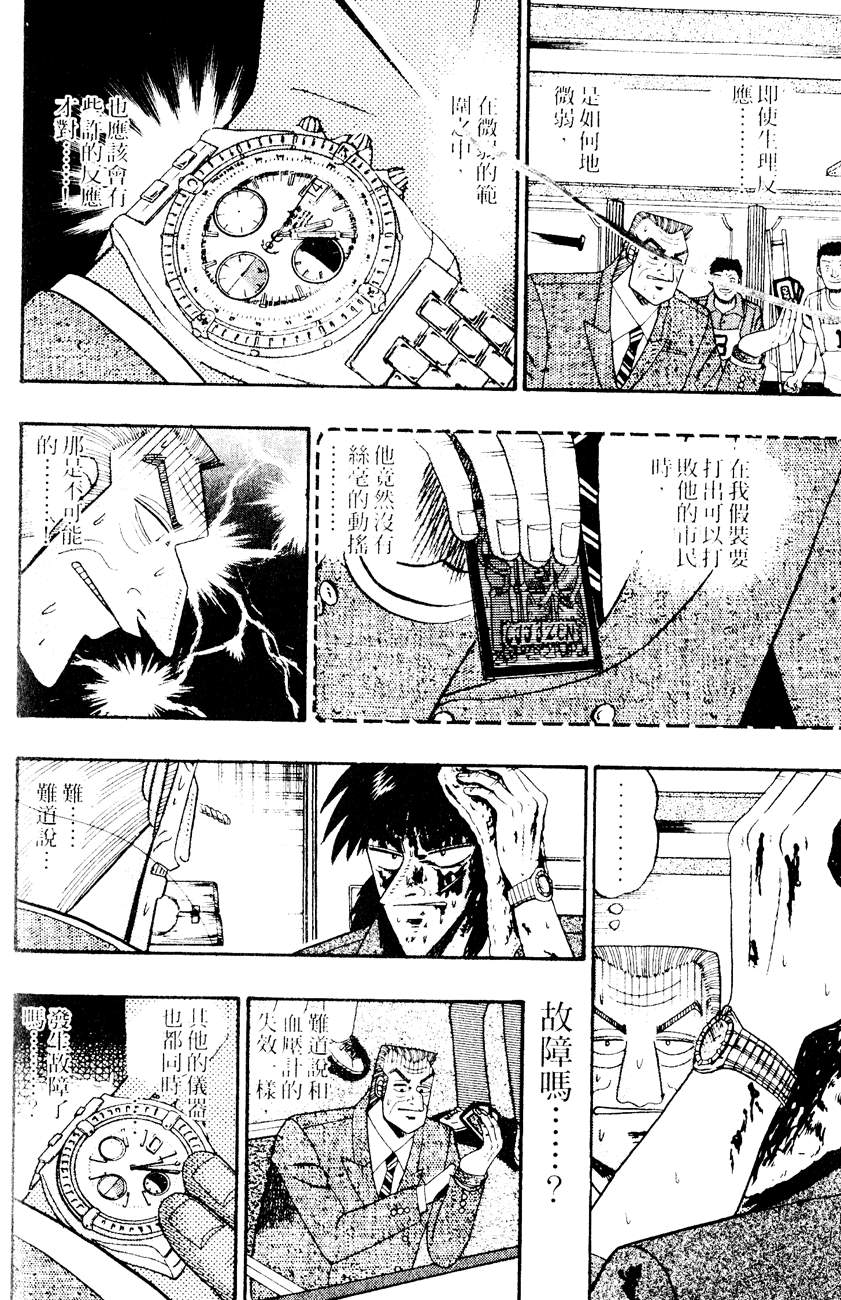 即使生理反
應……
是如何地
微弱，
在微弱的範
圍之中，
也應該會有
些許的反應
才對………！
在我假裝要
打出可以打
敗他的市民
時，
他竟然沒有
絲毫的動搖
………
那是不可能
的………！
CITIZEN
………
難……
難道說…
故障嗎……？
難道說和
血壓計的
失效一樣
其他的儀器
也都同時
發生故障了
嗎……？